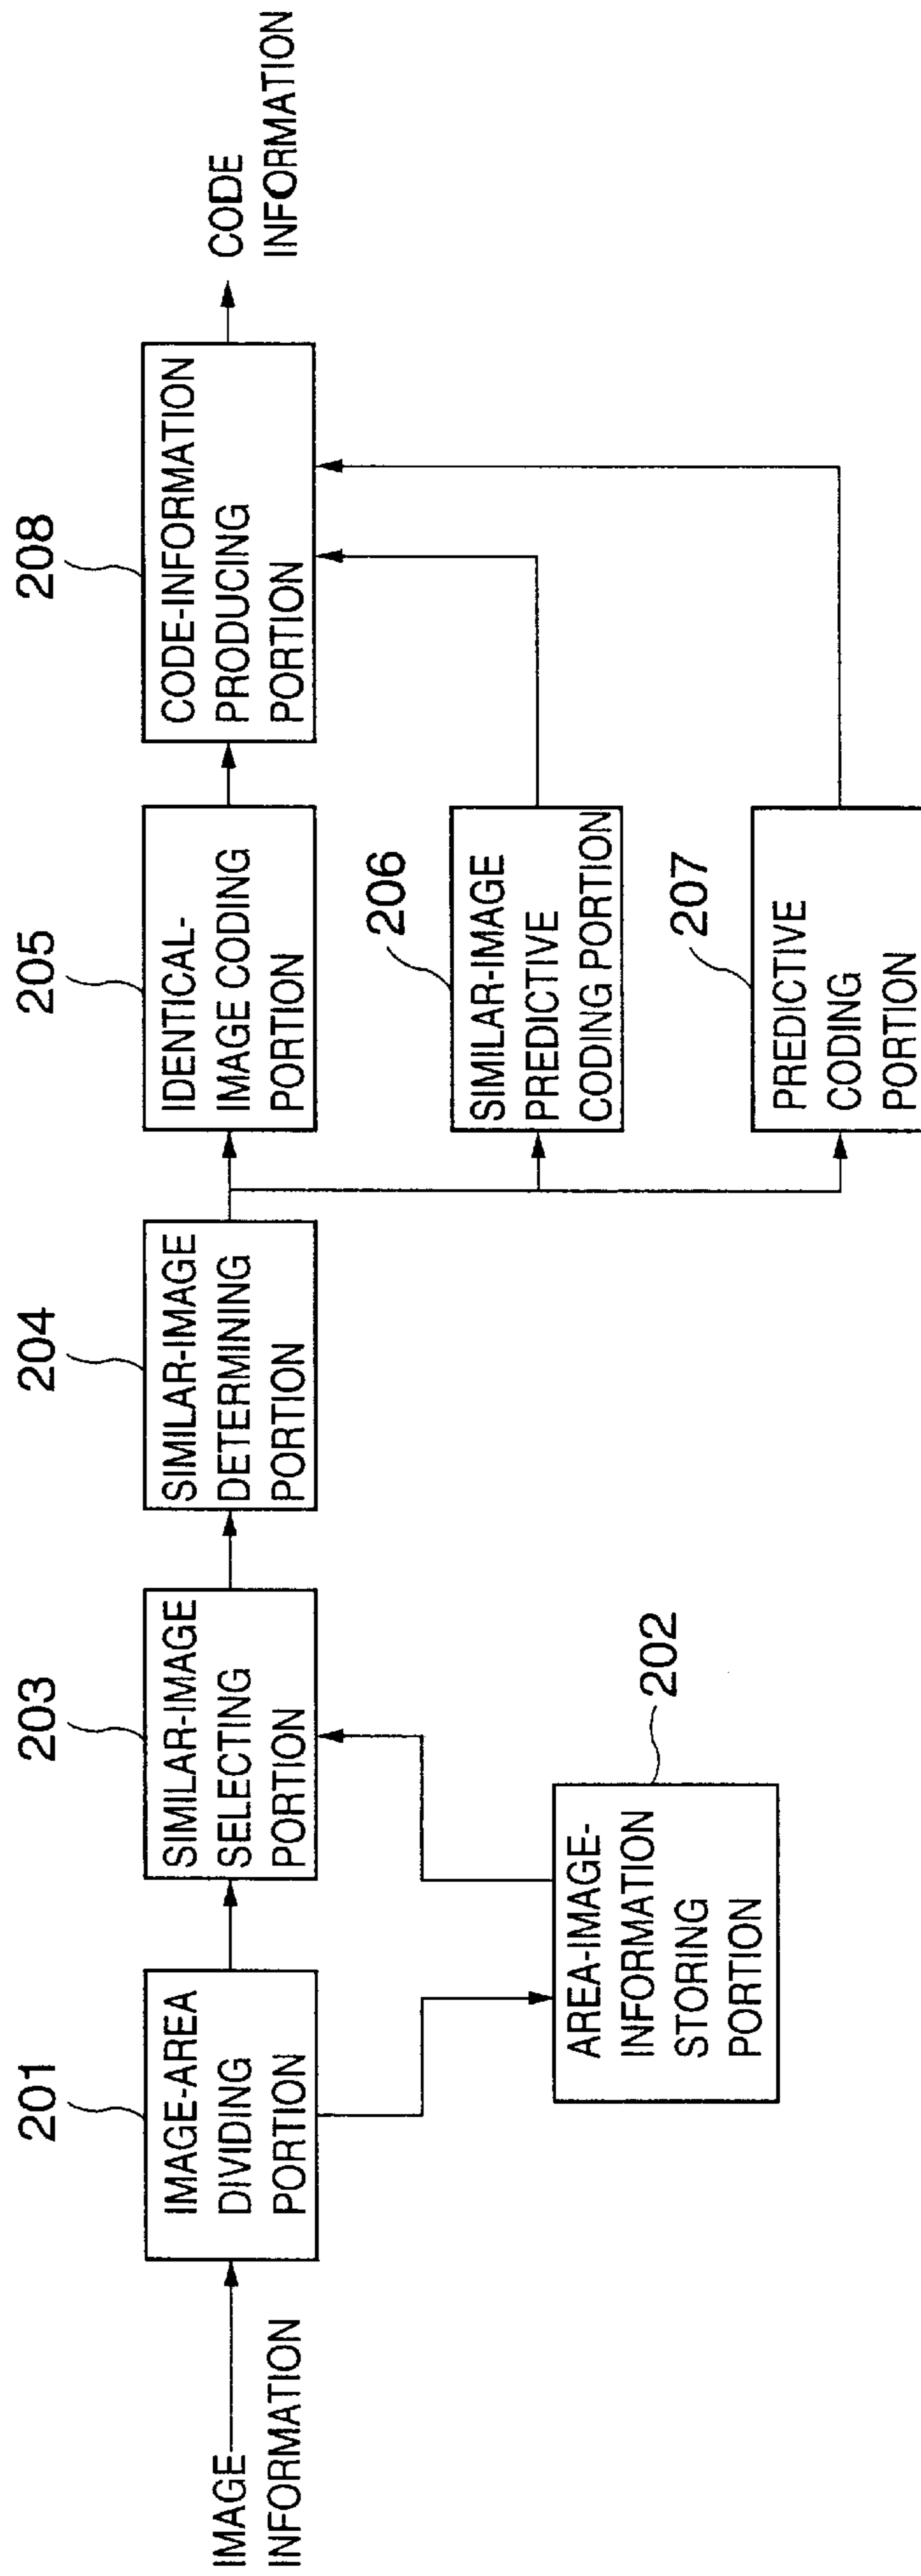 IMAGE
INFORMATION
201
IMAGE-AREA
DIVIDING
PORTION
202
AREA-IMAGE-
INFORMATION
STORING
PORTION
203
SIMILAR-IMAGE
SELECTING
PORTION
204
SIMILAR-IMAGE
DETERMINING
PORTION
205
IDENTICAL-
IMAGE CODING
PORTION
206
SIMILAR-IMAGE
PREDICTIVE
CODING PORTION
207
PREDICTIVE
CODING
PORTION
208
CODE-INFORMATION
PRODUCING
PORTION
CODE
INFORMATION